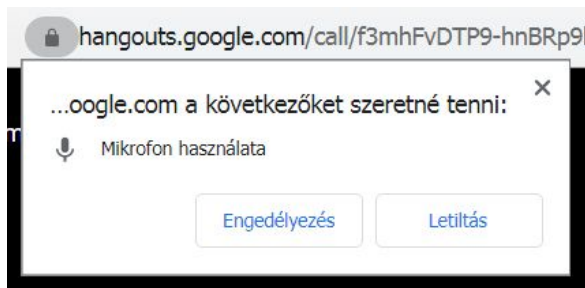 hangouts.google.com/call/f3mhFvDTP9-hnBRp9
...oogle.com a következőket szeretné tenni:
Mikrofon használata
Engedélyezés
Letiltás